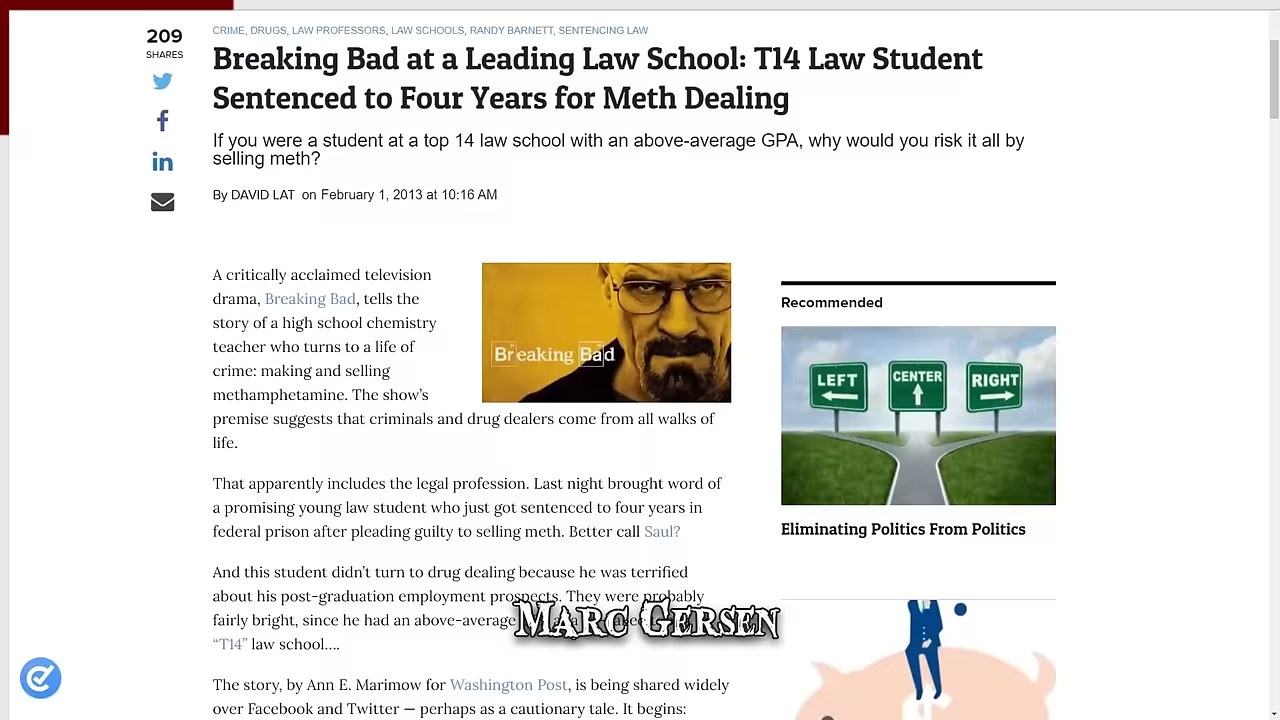 209
SHARES
CRIME, DRUGS, LAW PROFESSORS, LAW SCHOOLS, RANDY BARNETT, SENTENCING LAW
Breaking Bad at a Leading Law School: T14 Law Student
Sentenced to Four Years for Meth Dealing
If you were a student at a top 14 law school with an above-average GPA, why would you risk it all by
selling meth?
By DAVID LAT on February 1, 2013 at 10:16 AM
A critically acclaimed television
drama, Breaking Bad, tells the
story of a high school chemistry
teacher who turns to a life of
crime: making and selling
methamphetamine. The show's
premise suggests that criminals and drug dealers come from all walks of
life.
Breaking Bad
That apparently includes the legal profession. Last night brought word of
a promising young law student who just got sentenced to four years in
federal prison after pleading guilty to selling meth. Better call Saul?
And this student didn't turn to drug dealing because he was terrified
about his post-graduation employment prospects. They were probably
fairly bright, since he had an above-average
"T14" law school….
MARC GERSEN
The story, by Ann E. Marimow for Washington Post, is being shared widely
over Facebook and Twitter — perhaps as a cautionary tale. It begins:
Recommended
LEFT
CENTER
RIGHT
Eliminating Politics From Politics